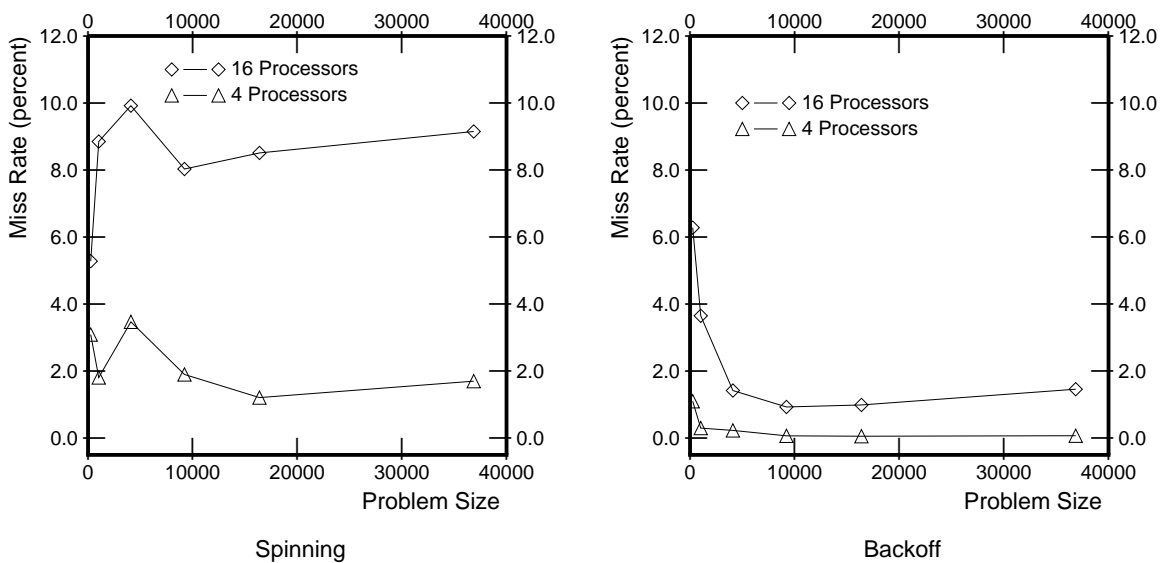 0 10000 20000 30000 40000
12.0 12.0
10.0 10.0
8.0 8.0
6.0 6.0
4.0 4.0
2.0 2.0
0.0 0.0
0 10000 20000 30000 40000
Miss Rate (percent)
16 Processors
4 Processors
Problem Size
Spinning
0 10000 20000 30000 40000
12.0 12.0
10.0 10.0
8.0 8.0
6.0 6.0
4.0 4.0
2.0 2.0
0.0 0.0
0 10000 20000 30000 40000
Miss Rate (percent)
16 Processors
4 Processors
Problem Size
Backoff